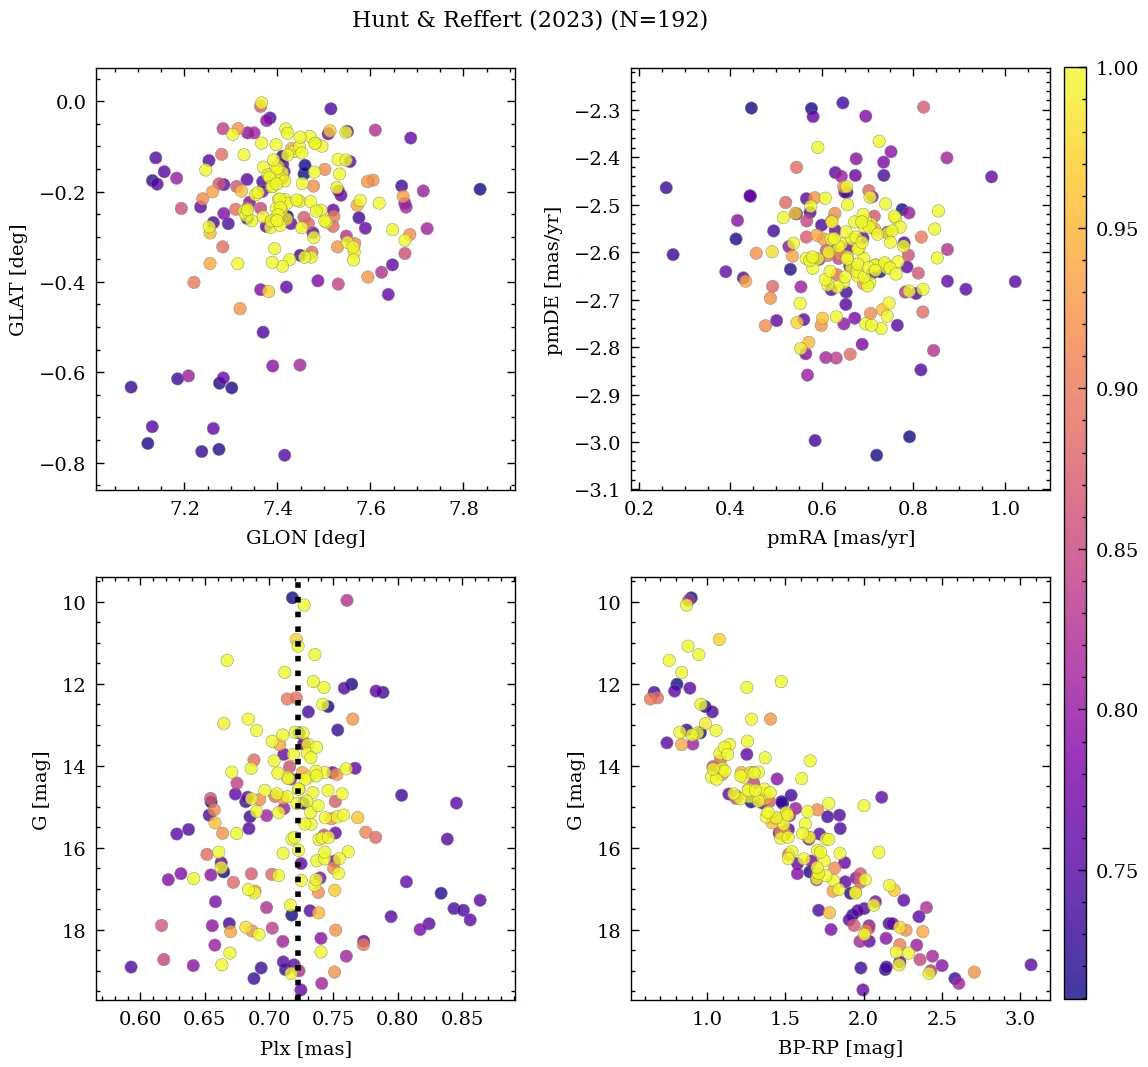 Hunt & Reffert (2023) (N=192)
0.0
−0.2
−0.4
−0.6
−0.8
GLAT [deg]
7.2 7.4 7.6 7.8
GLON [deg]
−2.3
−2.4
−2.5
−2.6
−2.7
−2.8
−2.9
−3.0
−3.1
pmDE [mas/yr]
0.2 0.4 0.6 0.8 1.0
pmRA [mas/yr]
10
12
14
16
18
G [mag]
0.60 0.65 0.70 0.75 0.80 0.85
Plx [mas]
10
12
14
16
18
G [mag]
1.0 1.5 2.0 2.5 3.0
BP-RP [mag]
1.00
0.95
0.90
0.85
0.80
0.75